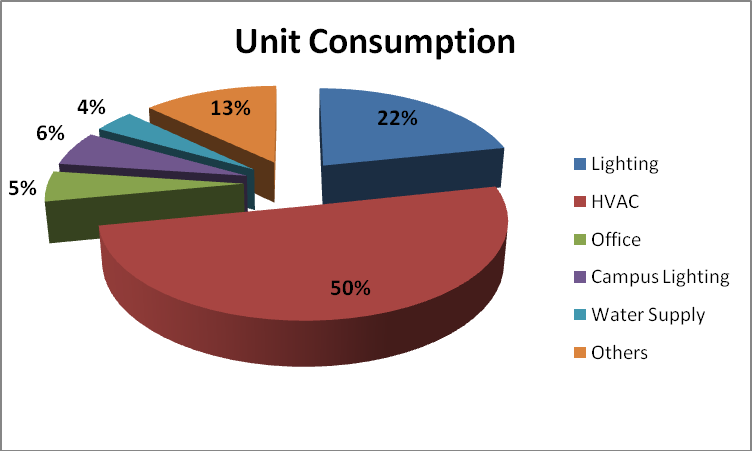 Unit Consumption
22%
50%
5%
6%
4%
13%
Lighting
HVAC
Office
Campus Lighting
Water Supply
Others